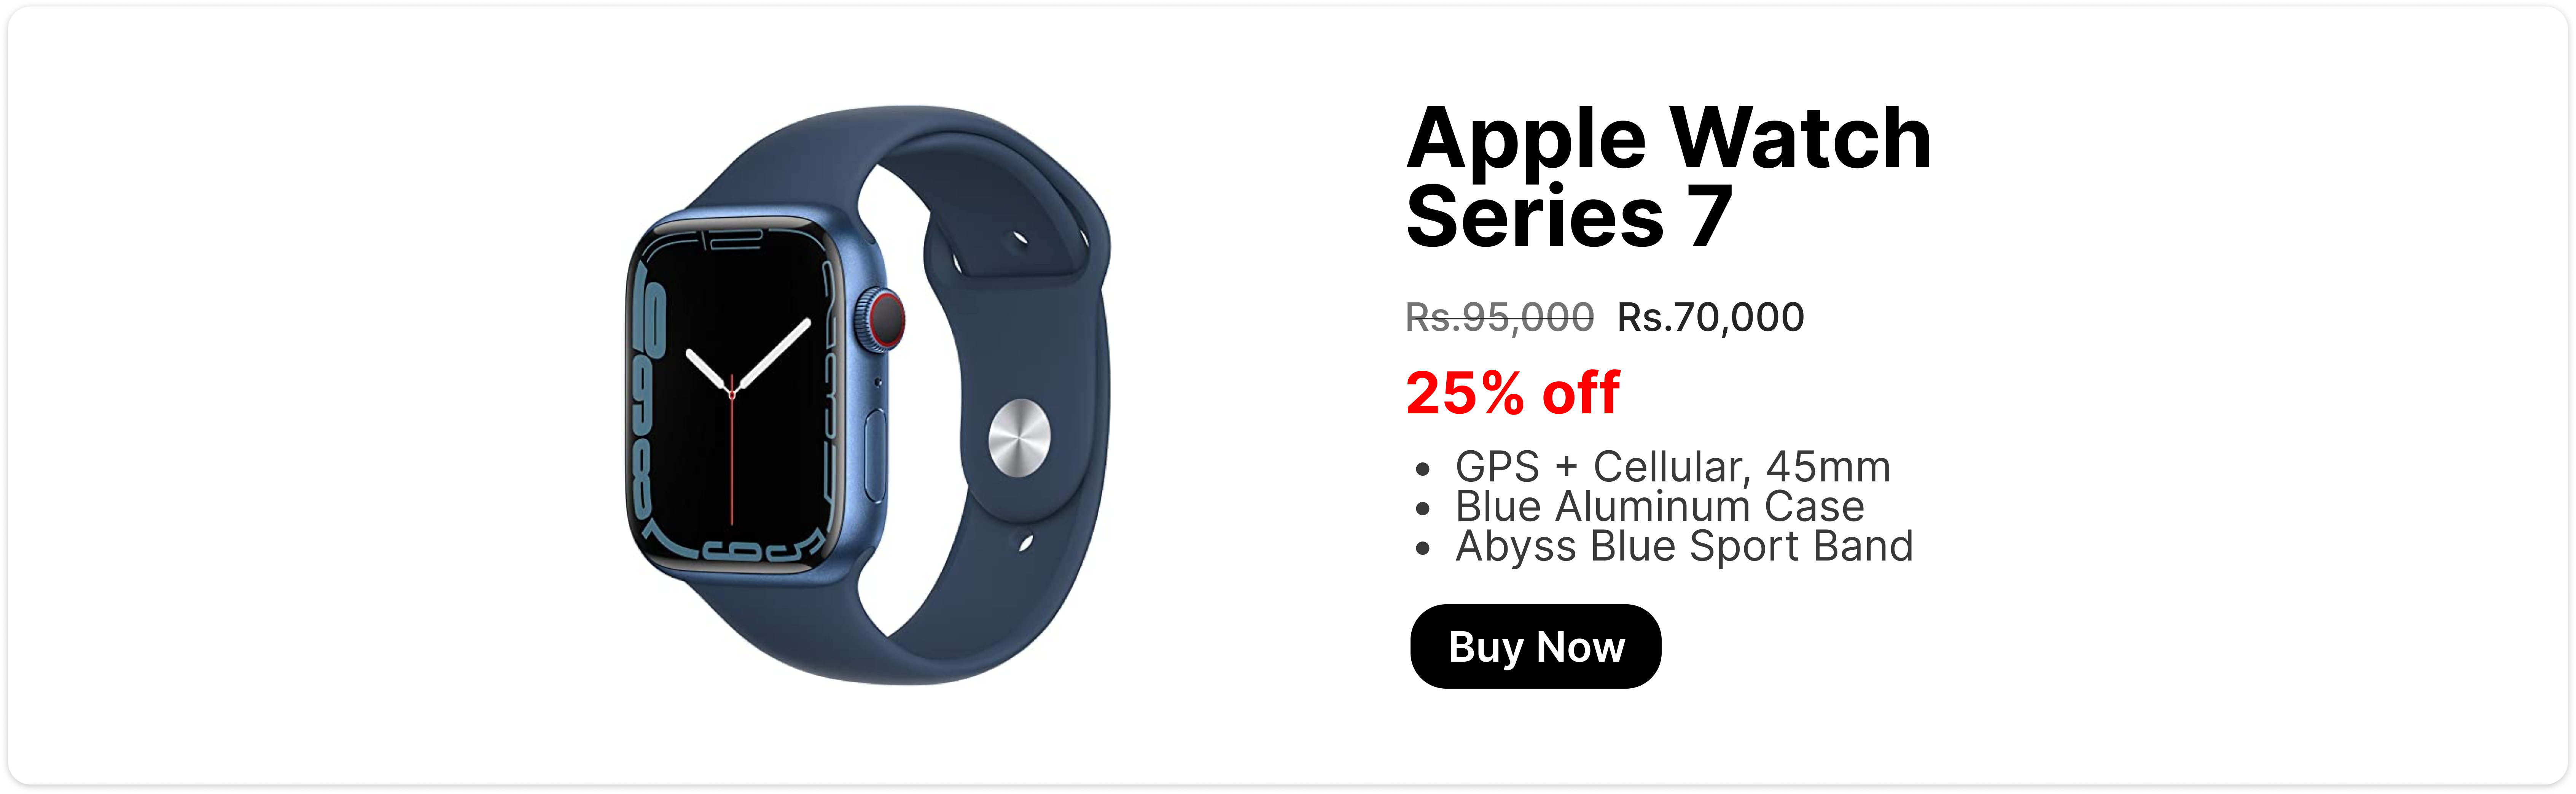 Apple Watch
Series 7
Rs.95,000 Rs.70,000
25% off
• GPS + Cellular, 45mm
• Blue Aluminum Case
• Abyss Blue Sport Band
Buy Now